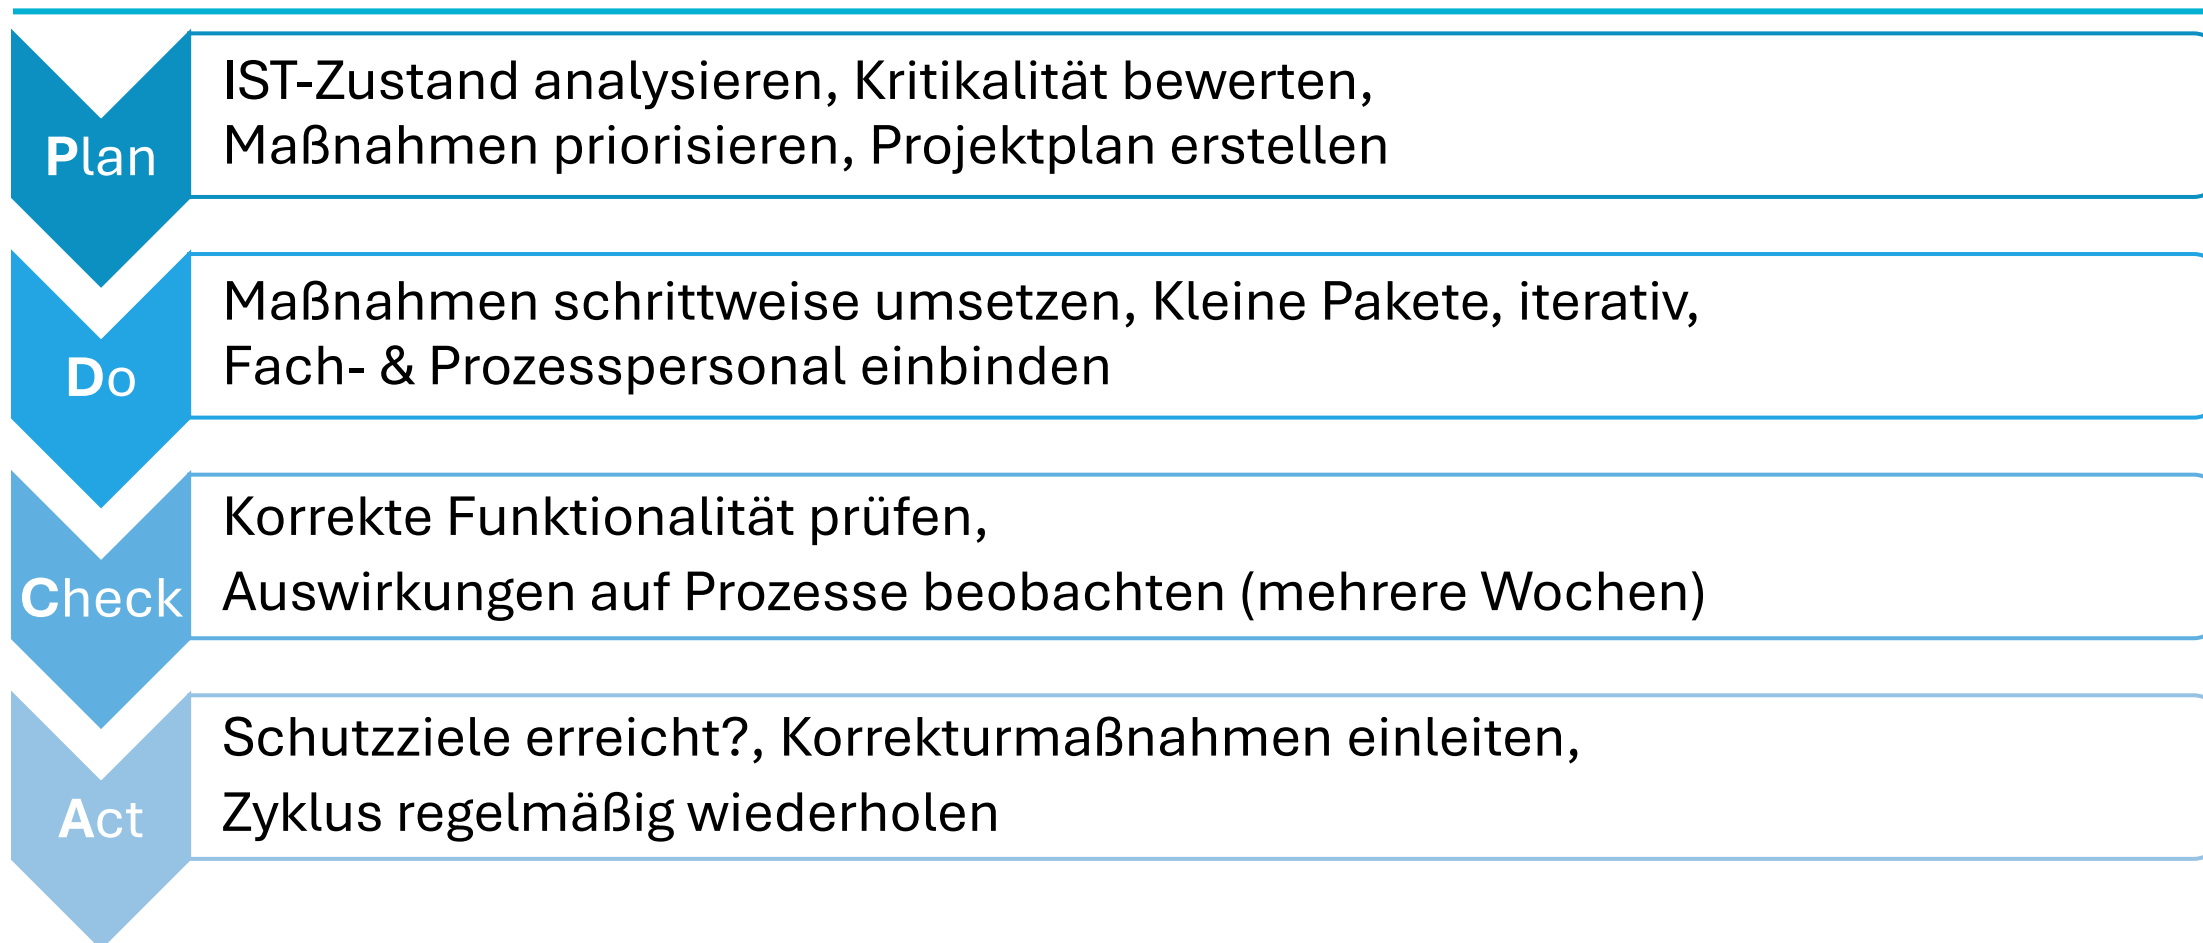 Plan
IST-Zustand analysieren, Kritikalität bewerten,
Maßnahmen priorisieren, Projektplan erstellen
Do
Maßnahmen schrittweise umsetzen, Kleine Pakete, iterativ,
Fach- & Prozesspersonal einbinden
Check
Korrekte Funktionalität prüfen,
Auswirkungen auf Prozesse beobachten (mehrere Wochen)
Act
Schutzziele erreicht?, Korrekturmaßnahmen einleiten,
Zyklus regelmäßig wiederholen